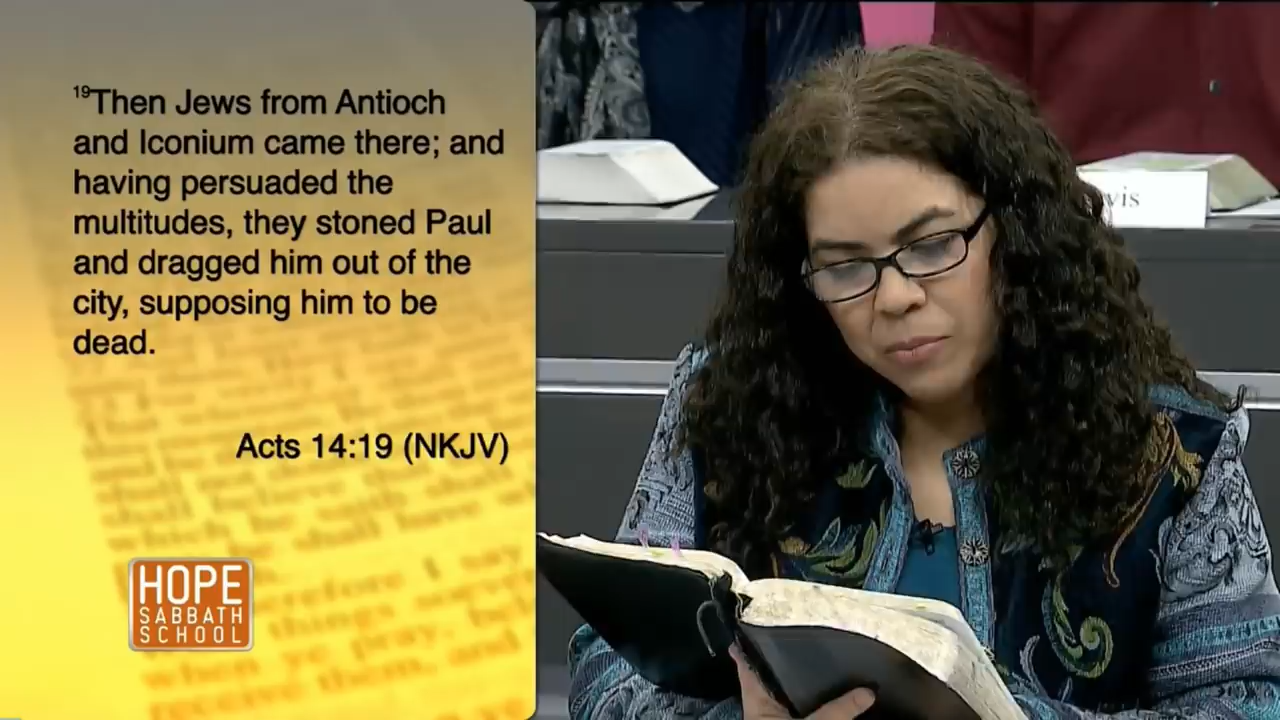 19Then Jews from Antioch
and Iconium came there; and
having persuaded the
multitudes, they stoned Paul
and dragged him out of the
city, supposing him to be
dead.
Acts 14:19 (NKJV)
HOPE
SABBATH
SCHOOL
vis